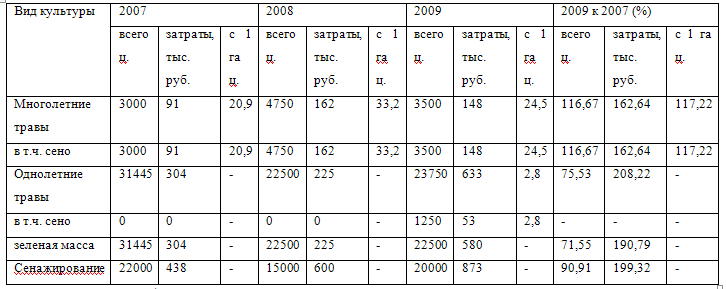 Вид культуры 2007 2008 2009 2009 к 2007 (%)
всего ц. затраты, тыс. руб. с 1 га ц. всего ц. затраты, тыс. руб. с 1 га ц. всего ц. затраты, тыс. руб. с 1 га ц. всего ц. затраты, тыс. руб. с 1 га ц.
Многолетние травы 3000 91 20,9 4750 162 33,2 3500 148 24,5 116,67 162,64 117,22
в т.ч. сено 3000 91 20,9 4750 162 33,2 3500 148 24,5 116,67 162,64 117,22
Однолетние травы 31445 304 - 22500 225 - 23750 633 2,8 75,53 208,22 -
в т.ч. сено 0 0 - 0 0 - 1250 53 2,8 - - -
зеленая масса 31445 304 - 22500 225 - 22500 580 - 71,55 190,79 -
Сенажирование 22000 438 - 15000 600 - 20000 873 - 90,91 199,32 -